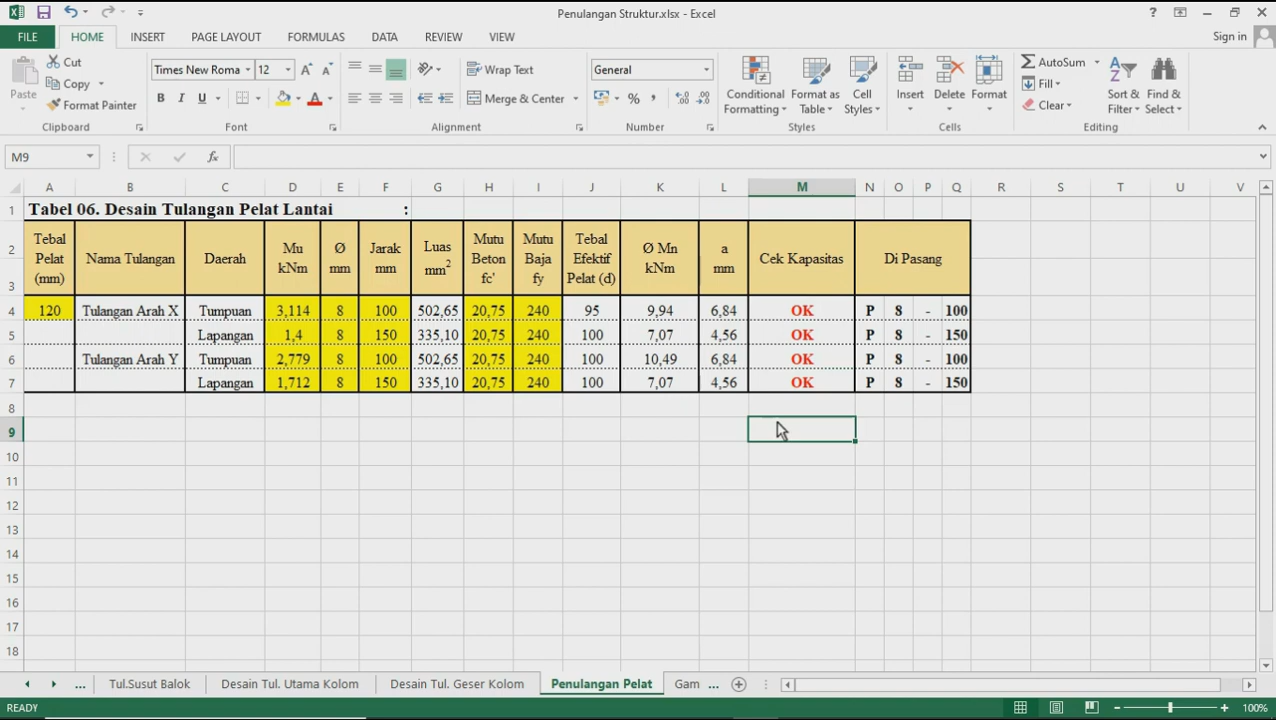 Penulangan Struktur.xlsx - Excel
FILE HOME INSERT PAGE LAYOUT FORMULAS DATA REVIEW VIEW Sign in
Paste Cut Copy Format Painter
Times New Roma 12 Wrap Text General
B I U A Merge & Center % ,
Conditional Formatting Format as Table Cell Styles Insert Delete Format
AutoSum Fill Clear Sort & Filter Find & Select
Clipboard Font Alignment Number Styles Cells Editing
M9 fx
A B C D E F G H I J K L M N O P Q R S T U V
1 Tabel 06. Desain Tulangan Pelat Lantai :
2 3 Tebal Pelat (mm) Nama Tulangan Daerah Mu kNm Ø mm Jarak mm Luas mm² Mutu Beton fc' Mutu Baja fy Tebal Efektif Pelat (d) Ø Mn kNm a mm Cek Kapasitas Di Pasang
4 120 Tulangan Arah X Tumpuan 3,114 8 100 502,65 20,75 240 95 9,94 6,84 OK P 8 - 100
5 Lapangan 1,4 8 150 335,10 20,75 240 100 7,07 4,56 OK P 8 - 150
6 Tulangan Arah Y Tumpuan 2,779 8 100 502,65 20,75 240 100 10,49 6,84 OK P 8 - 100
7 Lapangan 1,712 8 150 335,10 20,75 240 100 7,07 4,56 OK P 8 - 150
8
9
10
11
12
13
14
15
16
17
18
... Tul.Susut Balok Desain Tul. Utama Kolom Desain Tul. Geser Kolom Penulangan Pelat Gam ...
READY 100%